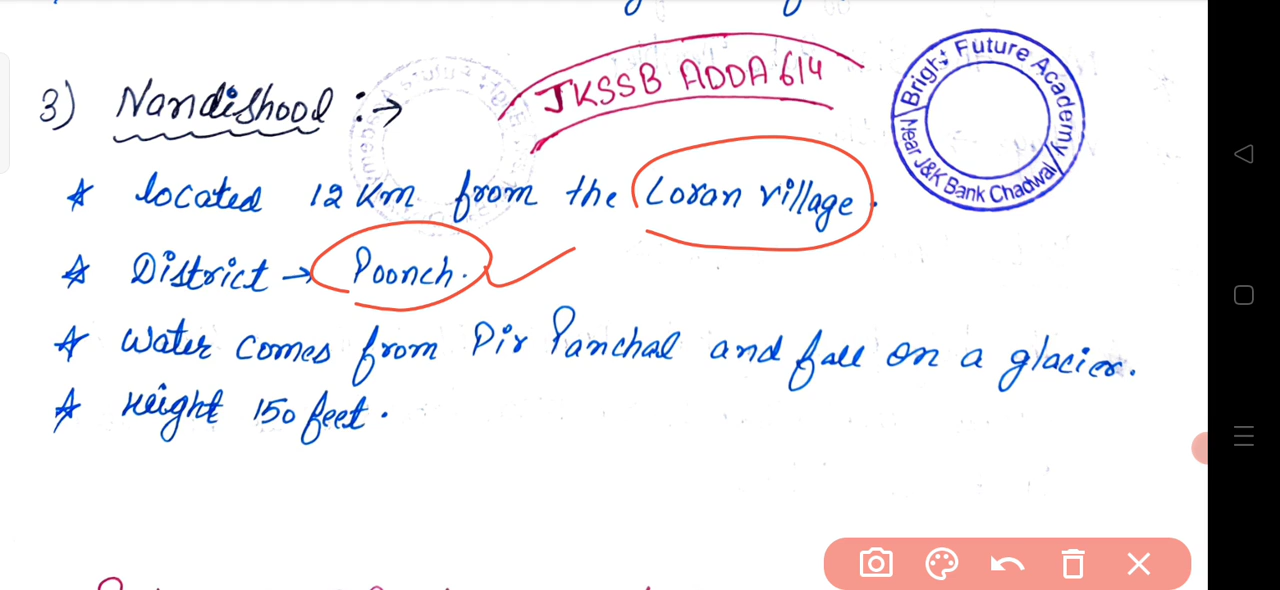 JKSSB ADDA 614
Bright Future Academy
Near J&K Bank Chadwal
3) Nandishool :→
located 12 Km from the Loran village.
District → Poonch.
Water comes from Pir Panchal and fall on a glacier.
Height 150 feet.